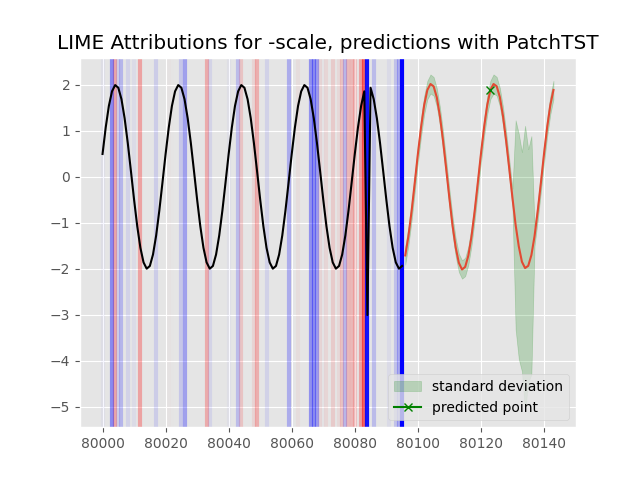 LIME Attributions for -scale, predictions with PatchTST
2
1
0
−1
−2
−3
−4
−5
standard deviation
predicted point
80000 80020 80040 80060 80080 80100 80120 80140